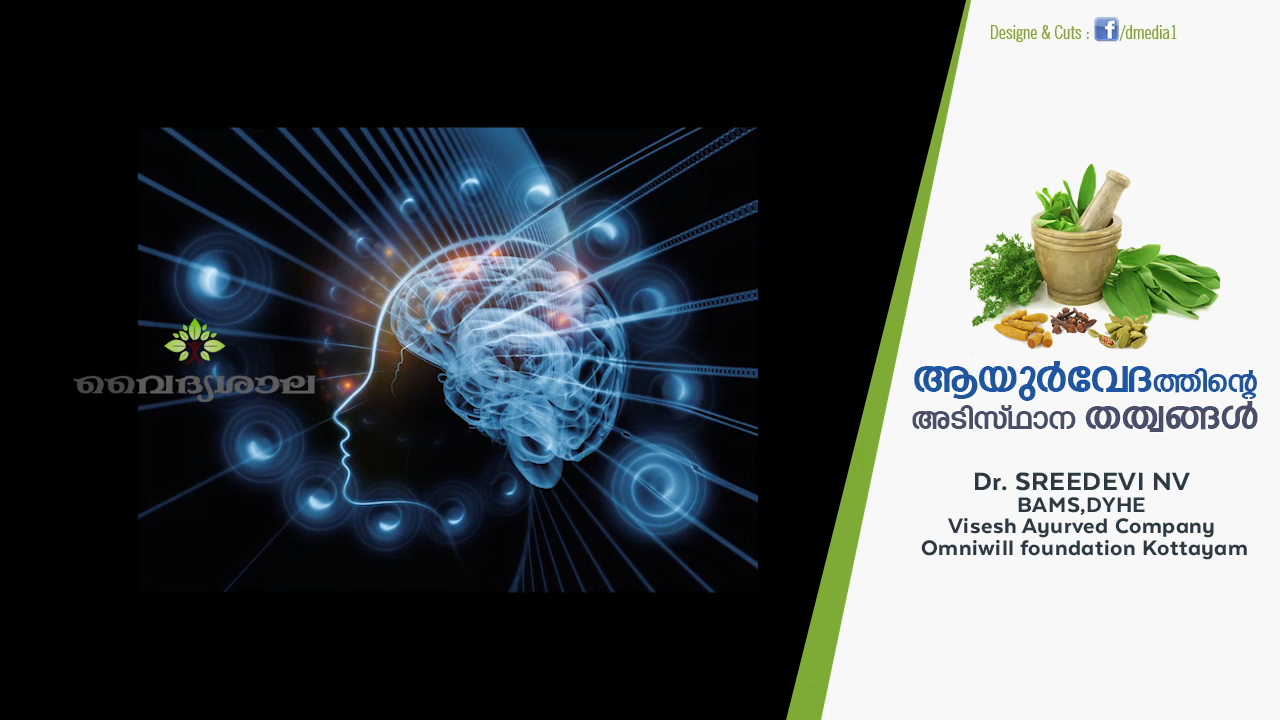 Designe & Cuts : f/dmedia1
വൈദ്യശാല
ആയുർവേദത്തിന്റെ
അടിസ്ഥാന തത്വങ്ങൾ
Dr. SREEDEVI NV
BAMS,DYHE
Visesh Ayurved Company
Omniwill foundation Kottayam